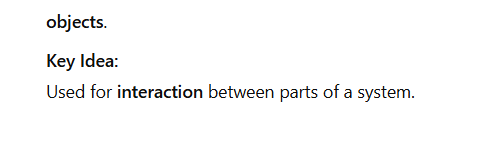 objects.
Key Idea:
Used for interaction between parts of a system.